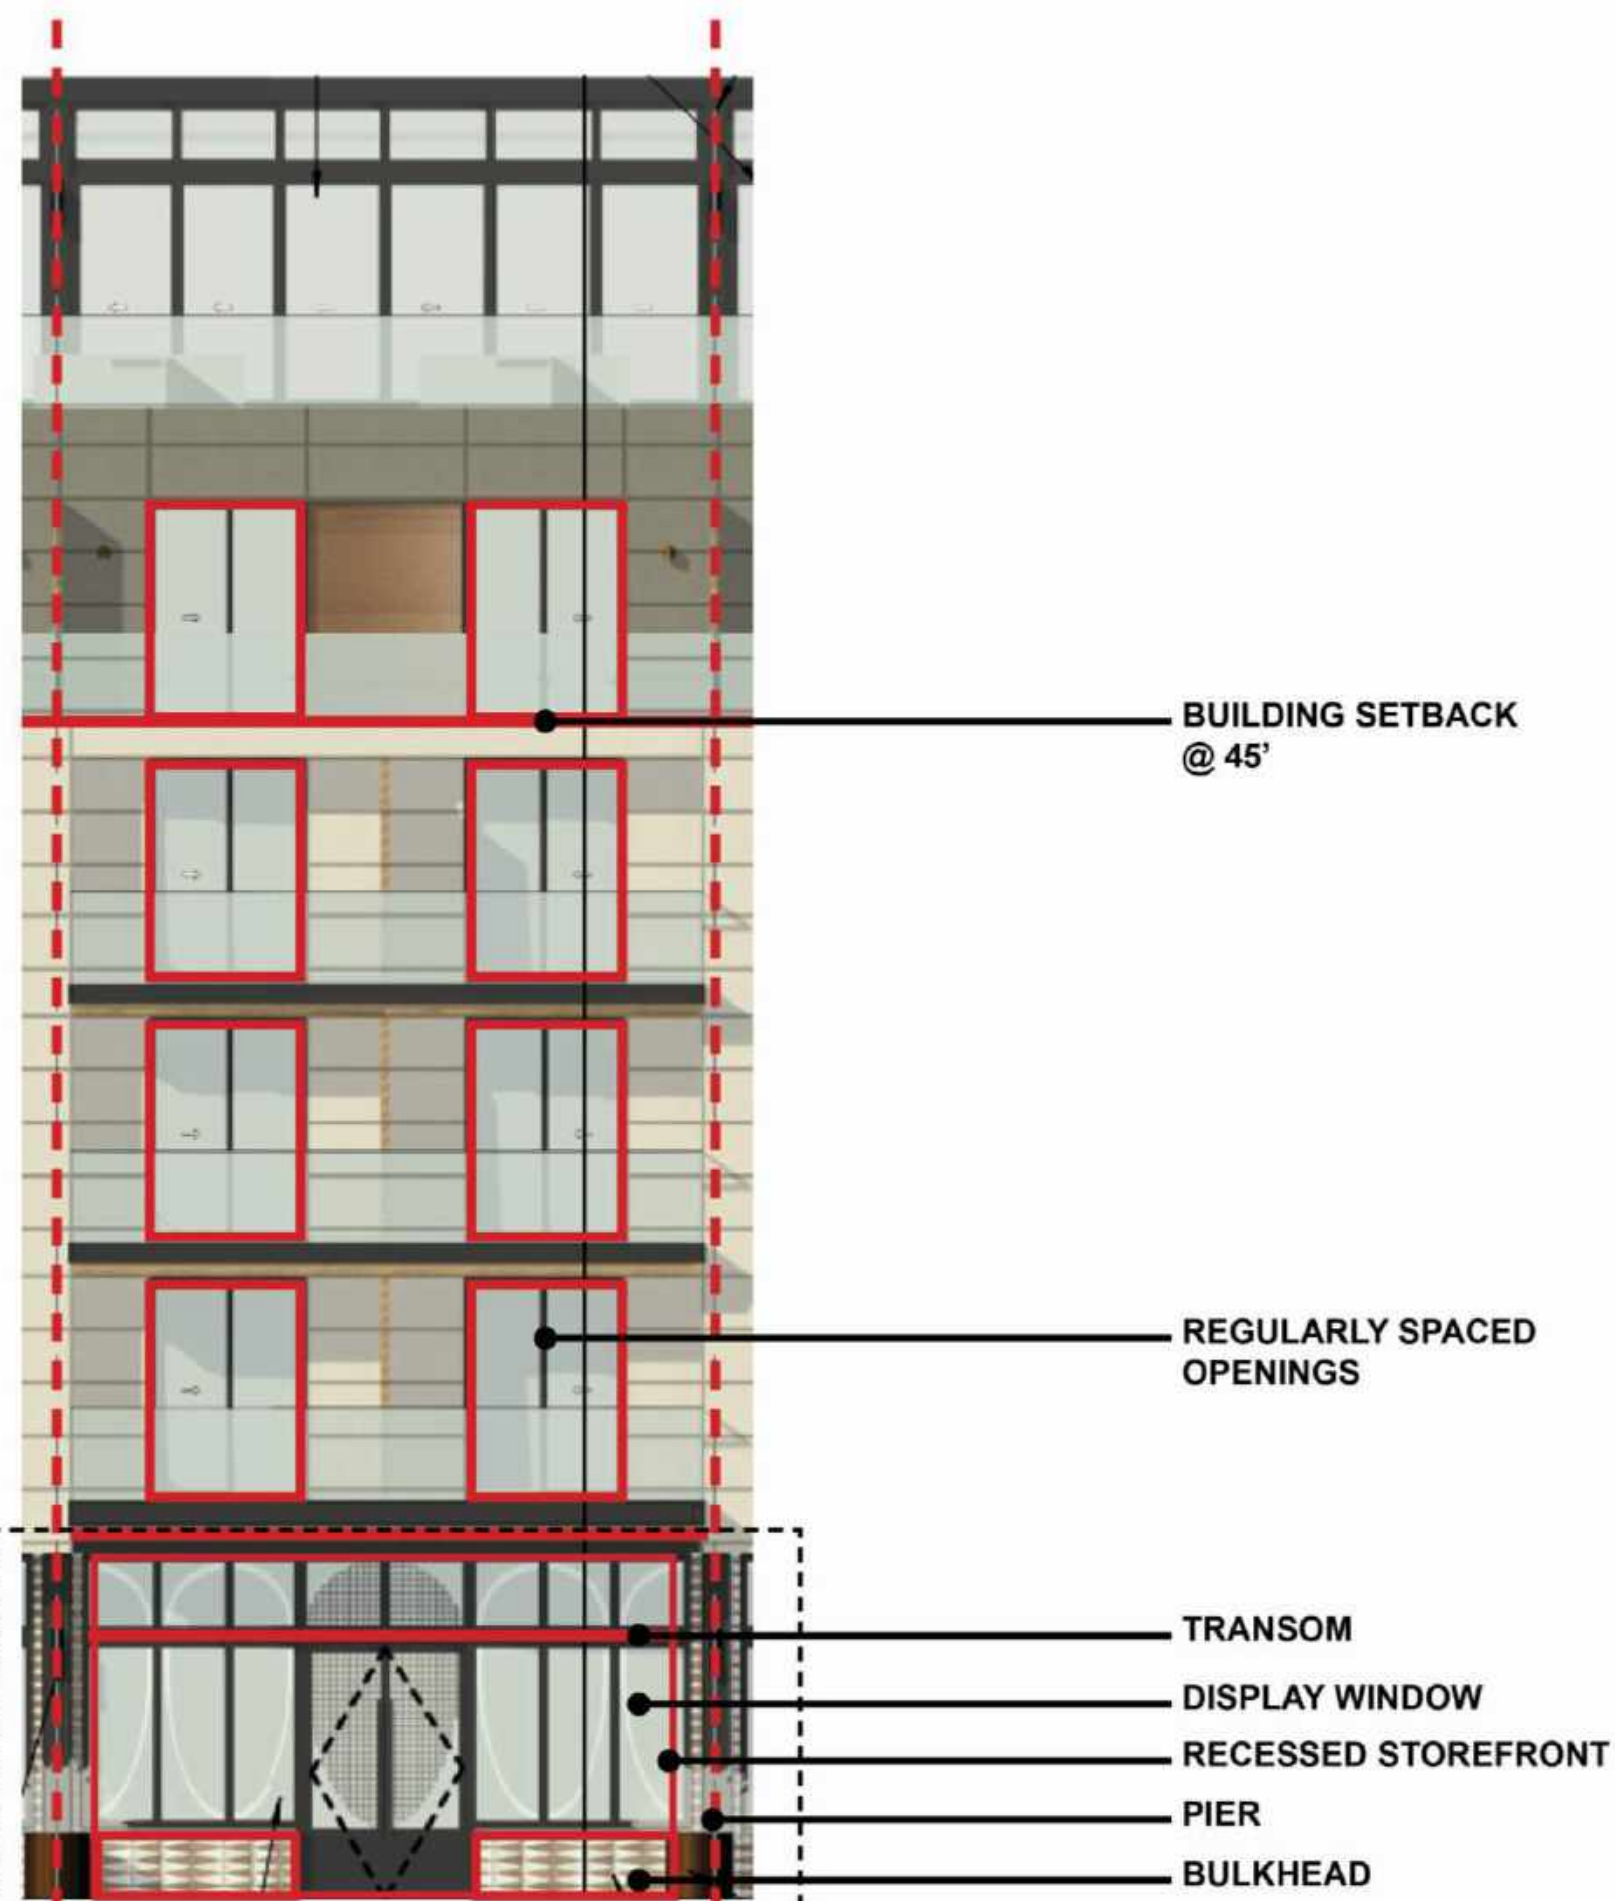 BUILDING SETBACK
@ 45’
REGULARLY SPACED
OPENINGS
TRANSOM
DISPLAY WINDOW
RECESSED STOREFRONT
PIER
BULKHEAD